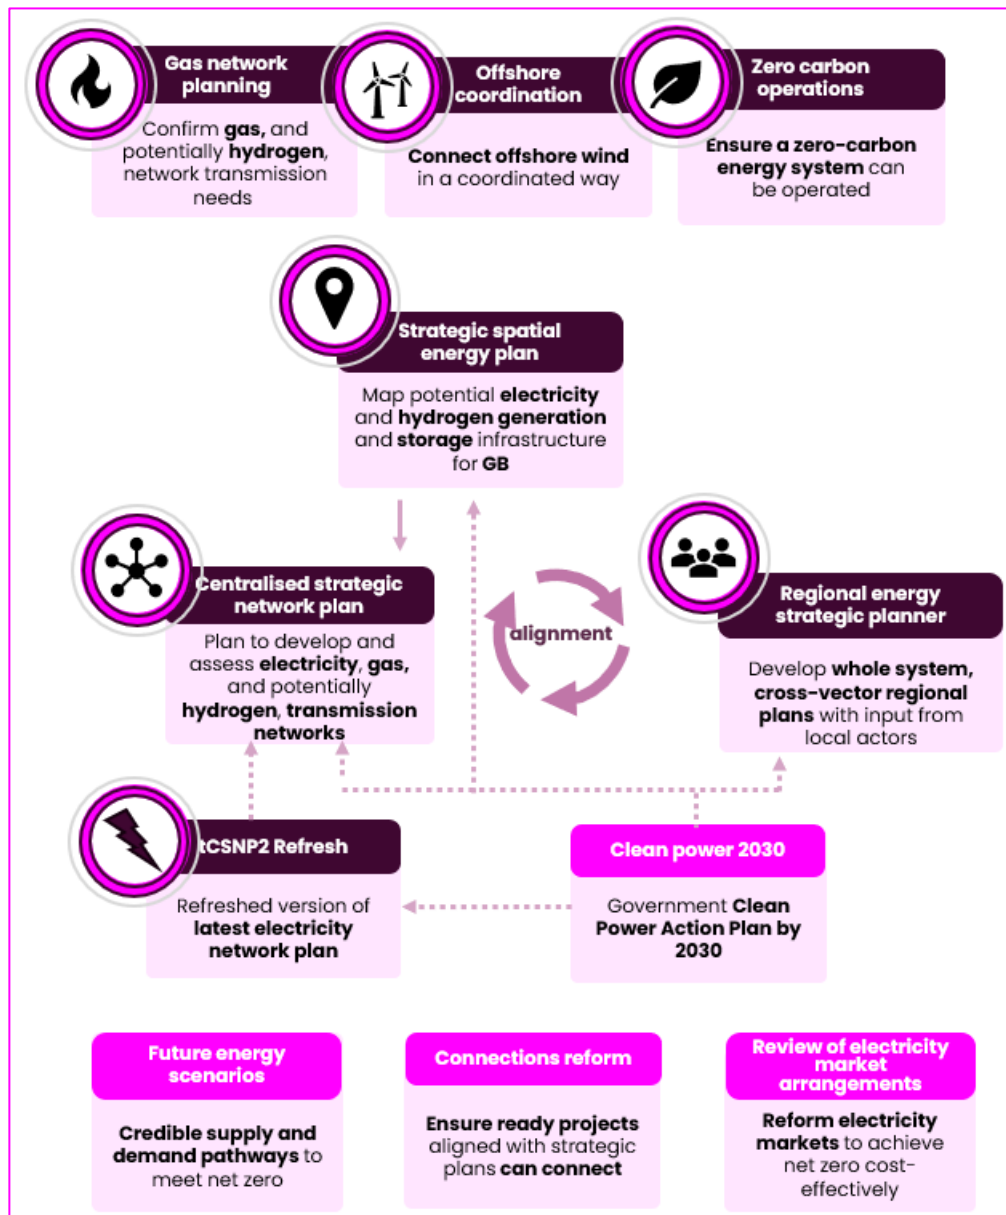 Gas network
planning
Confirm gas, and
potentially hydrogen,
network transmission
needs
Offshore
coordination
Connect offshore wind
in a coordinated way
Zero carbon
operations
Ensure a zero-carbon
energy system can
be operated
Strategic spatial
energy plan
Map potential electricity
and hydrogen generation
and storage infrastructure
for GB
Centralised strategic
network plan
Plan to develop and
assess electricity, gas,
and potentially
hydrogen, transmission
networks
alignment
Regional energy
strategic planner
Develop whole system,
cross-vector regional
plans with input from
local actors
tCSNP2 Refresh
Refreshed version of
latest electricity
network plan
Clean power 2030
Government Clean
Power Action Plan by
2030
Future energy
scenarios
Credible supply and
demand pathways to
meet net zero
Connections reform
Ensure ready projects
aligned with strategic
plans can connect
Review of electricity
market
arrangements
Reform electricity
markets to achieve
net zero cost-
effectively